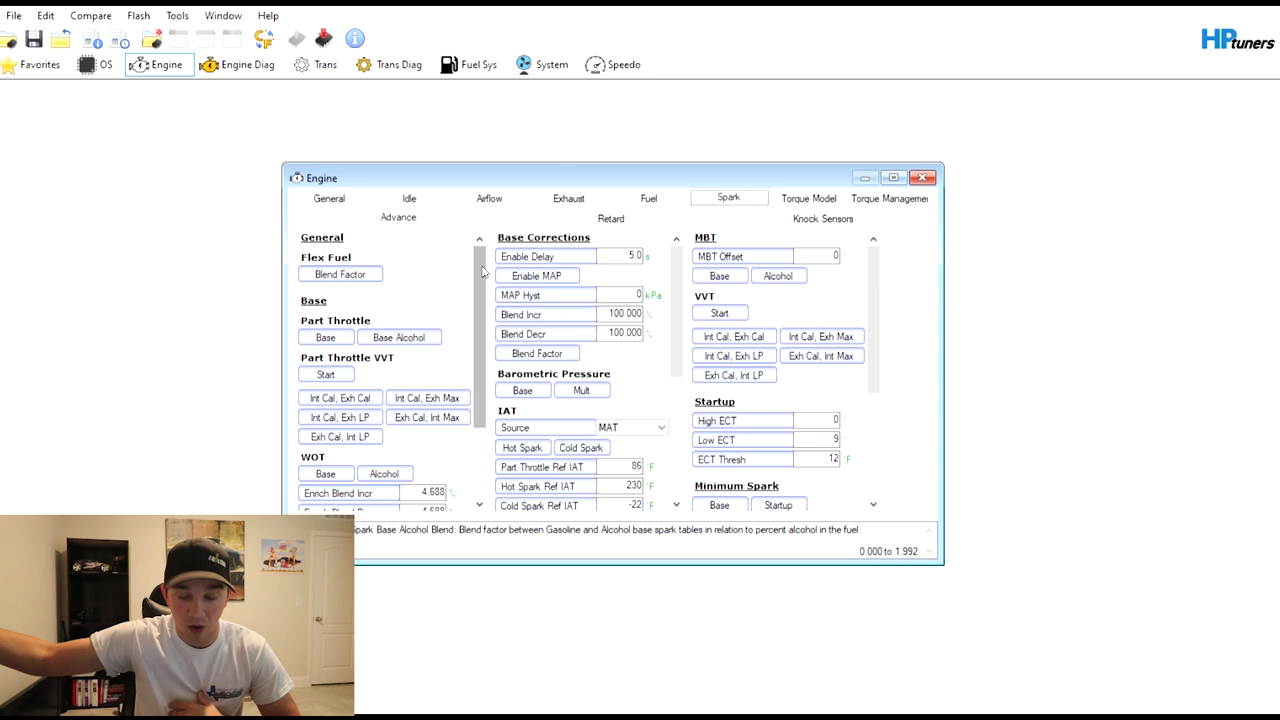 File Edit Compare Flash Tools Window Help
HPtuners
Favorites OS Engine Engine Diag Trans Trans Diag Fuel Sys System Speedo
Engine
General Idle Airflow Exhaust Fuel Spark Torque Model Torque Managemer
Advance Retard Knock Sensors
General
Flex Fuel
Blend Factor
Base
Part Throttle
Base Base Alcohol
Part Throttle VVT
Start
Int Cal, Exh Cal Int Cal, Exh Max
Int Cal, Exh LP Exh Cal, Int Max
Exh Cal, Int LP
WOT
Base Alcohol
Enrich Blend Incr 4.688 %
Base Corrections
Enable Delay 5.0 s
Enable MAP
MAP Hyst 0 kPa
Blend Incr 100.000 %
Blend Decr 100.000 %
Blend Factor
Barometric Pressure
Base Mult
IAT
Source MAT
Hot Spark Cold Spark
Part Throttle Ref IAT 86 °F
Hot Spark Ref IAT 230 °F
Cold Spark Ref IAT -22 °F
MBT
MBT Offset 0 °
Base Alcohol
VVT
Start
Int Cal, Exh Cal Int Cal, Exh Max
Int Cal, Exh LP Exh Cal, Int Max
Exh Cal, Int LP
Startup
High ECT 0 °
Low ECT 9 °
ECT Thresh 12 °F
Minimum Spark
Base Startup
Spark Base Alcohol Blend: Blend factor between Gasoline and Alcohol base spark tables in relation to percent alcohol in the fuel.
0.000 to 1.992